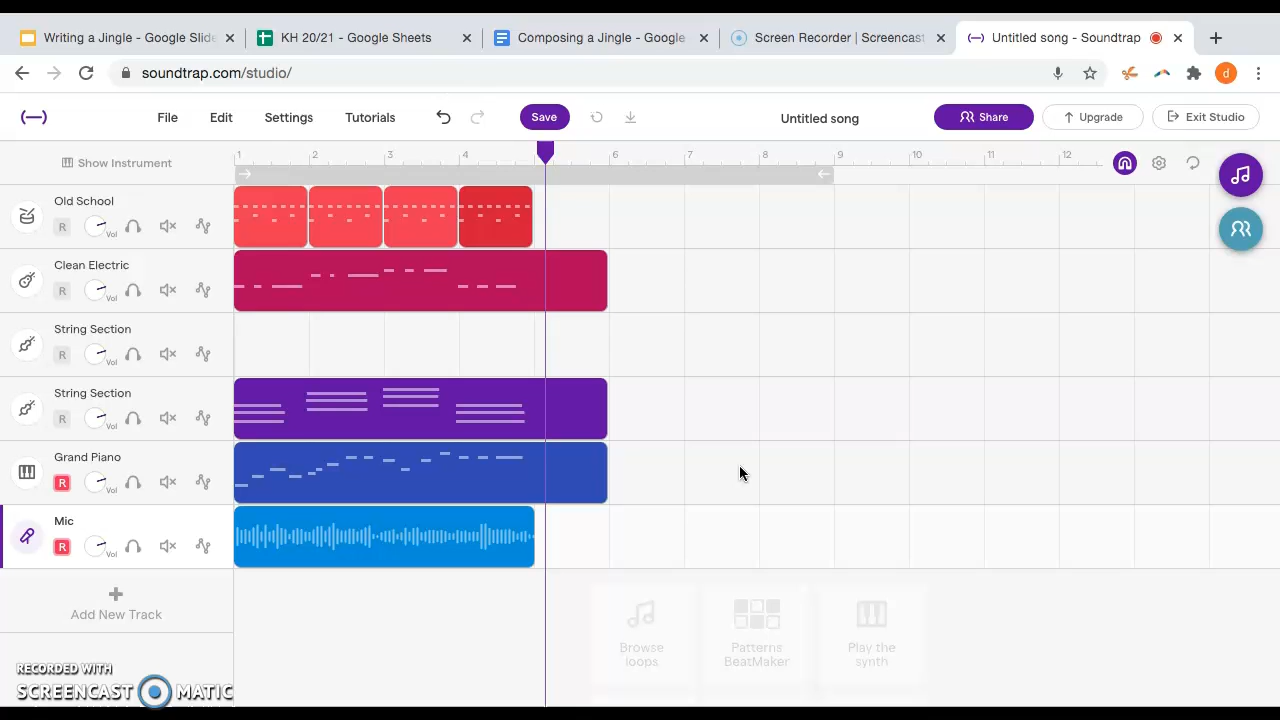 Writing a Jingle - Google Slide
KH 20/21 - Google Sheets
Composing a Jingle - Google
Screen Recorder | Screencast
Untitled song - Soundtrap
soundtrap.com/studio/
d
File
Edit
Settings
Tutorials
Save
Untitled song
Share
Upgrade
Exit Studio
Show Instrument
1
2
3
4
6
7
8
9
10
11
12
Old School
R
Vol
Clean Electric
R
Vol
String Section
R
Vol
String Section
R
Vol
Grand Piano
R
Vol
Mic
R
Vol
Add New Track
Browse
loops
Patterns
BeatMaker
Play the
synth
RECORDED WITH
SCREENCAST MATIC